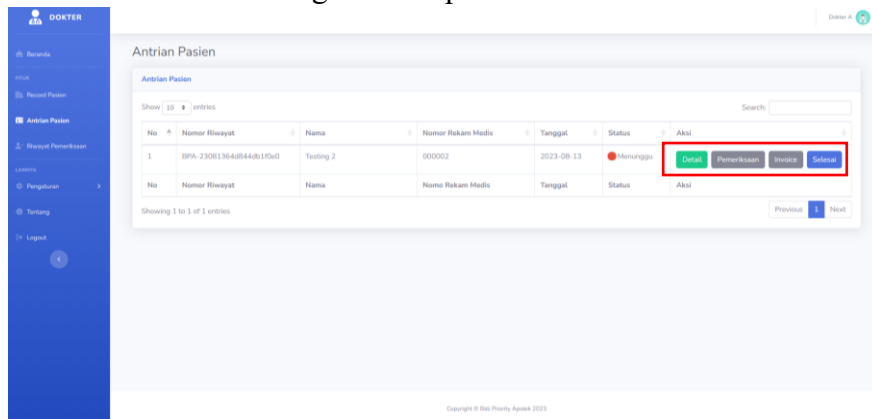 DOKTER
Dokter A
Beranda
Antrian Pasien
FITUR
Antrian Pasien
Record Pasien
Show 10 entries
Search:
Antrian Pasien
No Nomor Riwayat Nama Nomor Rekam Medis Tanggal Status Aksi
Riwayat Pemeriksaan
1 BPA-23081364d844db1f0e0 Testing 2 000002 2023-08-13 Menunggu Detail Pemeriksaan Invoice Selesai
LAINNYA
Pengaturan
No Nomor Riwayat Nama Nomo Rekam Medis Tanggal Status Aksi
Tentang
Showing 1 to 1 of 1 entries
Previous 1 Next
Logout
Copyright © Bali Priority Apotek 2023